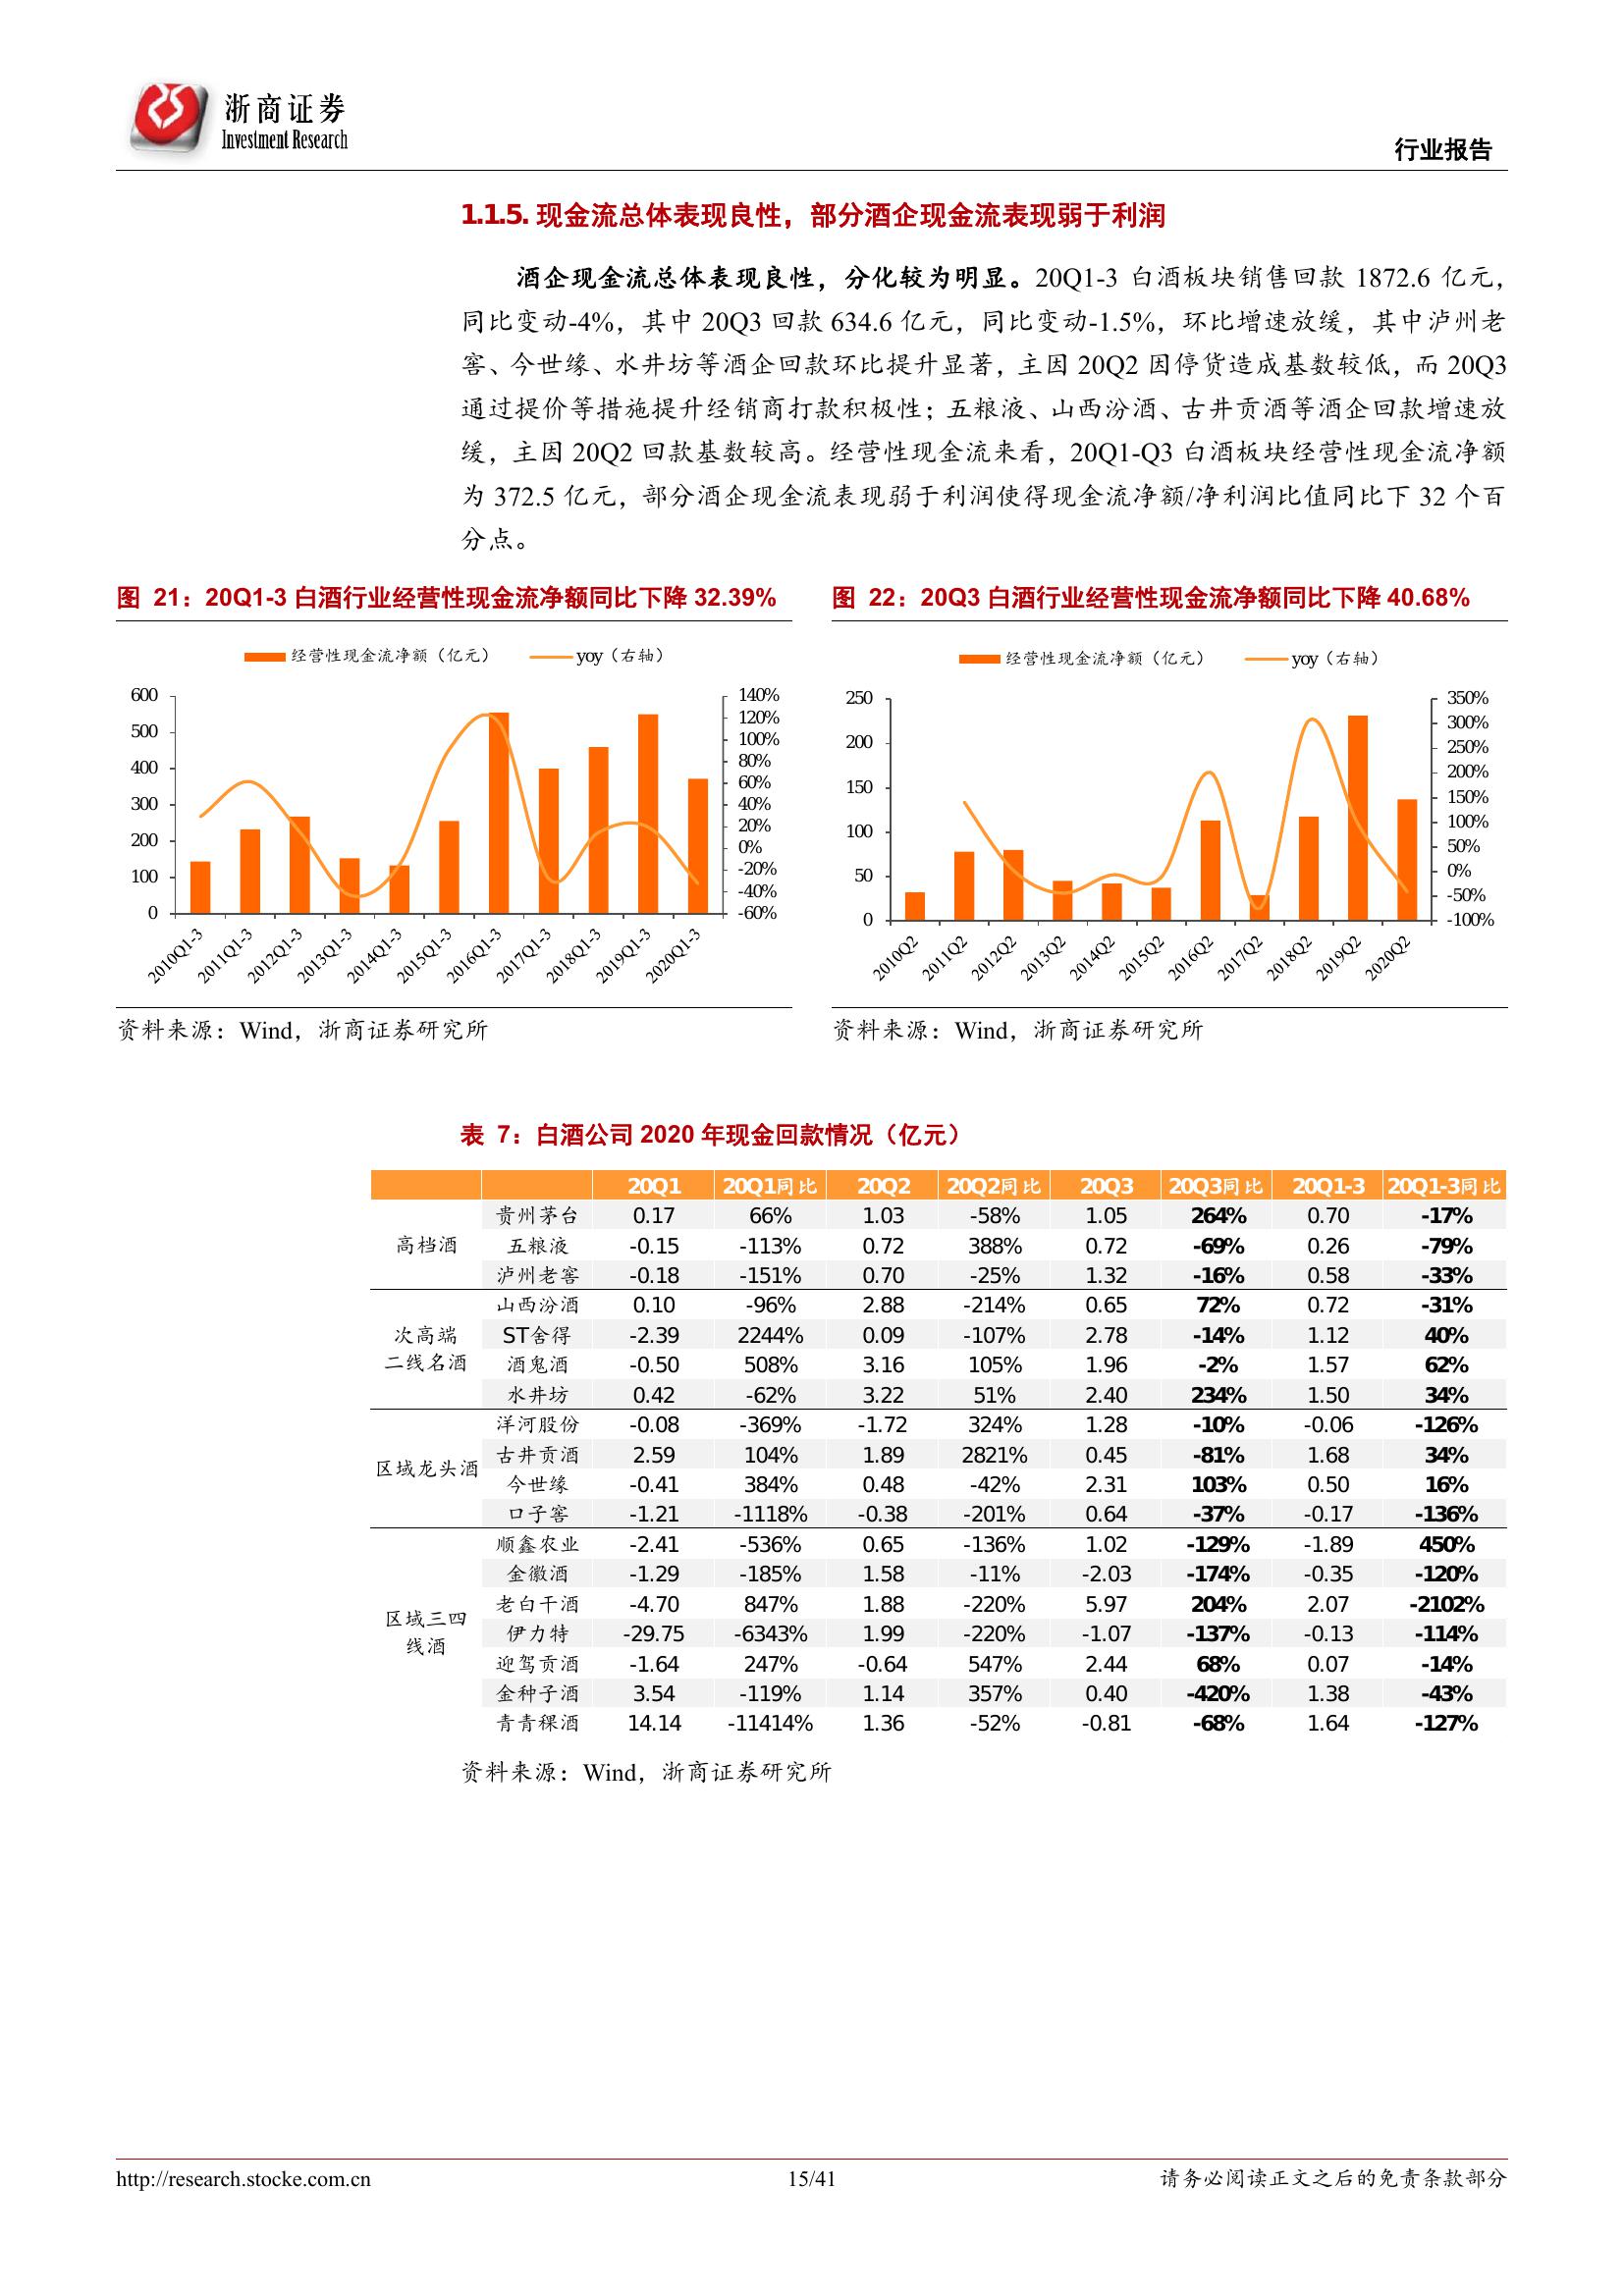 浙商证券
Investment Research
行业报告
1.1.5. 现金流总体表现良性，部分酒企现金流表现弱于利润
酒企现金流总体表现良性，分化较为明显。20Q1-3 白酒板块销售回款 1872.6 亿元，
同比变动-4%，其中 20Q3 回款 634.6 亿元，同比变动-1.5%，环比增速放缓，其中泸州老
窖、今世缘、水井坊等酒企回款环比提升显著，主因 20Q2 因停货造成基数较低，而 20Q3
通过提价等措施提升经销商打款积极性；五粮液、山西汾酒、古井贡酒等酒企回款增速放
缓，主因 20Q2 回款基数较高。经营性现金流来看，20Q1-Q3 白酒板块经营性现金流净额
为 372.5 亿元，部分酒企现金流表现弱于利润使得现金流净额/净利润比值同比下 32 个百
分点。
图 21：20Q1-3 白酒行业经营性现金流净额同比下降 32.39%
经营性现金流净额（亿元） yoy（右轴）
600
500
400
300
200
100
0
140%
120%
100%
80%
60%
40%
20%
0%
-20%
-40%
-60%
2010Q1-3 2011Q1-3 2012Q1-3 2013Q1-3 2014Q1-3 2015Q1-3 2016Q1-3 2017Q1-3 2018Q1-3 2019Q1-3 2020Q1-3
资料来源：Wind，浙商证券研究所
图 22：20Q3 白酒行业经营性现金流净额同比下降 40.68%
经营性现金流净额（亿元） yoy（右轴）
250
200
150
100
50
0
350%
300%
250%
200%
150%
100%
50%
0%
-50%
-100%
2010Q2 2011Q2 2012Q2 2013Q2 2014Q2 2015Q2 2016Q2 2017Q2 2018Q2 2019Q2 2020Q2
资料来源：Wind，浙商证券研究所
表 7：白酒公司 2020 年现金回款情况（亿元）
20Q1 20Q1同比 20Q2 20Q2同比 20Q3 20Q3同比 20Q1-3 20Q1-3同比
高档酒
贵州茅台 0.17 66% 1.03 -58% 1.05 264% 0.70 -17%
五粮液 -0.15 -113% 0.72 388% 0.72 -69% 0.26 -79%
泸州老窖 -0.18 -151% 0.70 -25% 1.32 -16% 0.58 -33%
次高端
二线名酒
山西汾酒 0.10 -96% 2.88 -214% 0.65 72% 0.72 -31%
ST舍得 -2.39 2244% 0.09 -107% 2.78 -14% 1.12 40%
酒鬼酒 -0.50 508% 3.16 105% 1.96 -2% 1.57 62%
水井坊 0.42 -62% 3.22 51% 2.40 234% 1.50 34%
区域龙头酒
洋河股份 -0.08 -369% -1.72 324% 1.28 -10% -0.06 -126%
古井贡酒 2.59 104% 1.89 2821% 0.45 -81% 1.68 34%
今世缘 -0.41 384% 0.48 -42% 2.31 103% 0.50 16%
口子窖 -1.21 -1118% -0.38 -201% 0.64 -37% -0.17 -136%
区域三四
线酒
顺鑫农业 -2.41 -536% 0.65 -136% 1.02 -129% -1.89 450%
金徽酒 -1.29 -185% 1.58 -11% -2.03 -174% -0.35 -120%
老白干酒 -4.70 847% 1.88 -220% 5.97 204% 2.07 -2102%
伊力特 -29.75 -6343% 1.99 -220% -1.07 -137% -0.13 -114%
迎驾贡酒 -1.64 247% -0.64 547% 2.44 68% 0.07 -14%
金种子酒 3.54 -119% 1.14 357% 0.40 -420% 1.38 -43%
青青稞酒 14.14 -11414% 1.36 -52% -0.81 -68% 1.64 -127%
资料来源：Wind，浙商证券研究所
http://research.stocke.com.cn
15/41
请务必阅读正文之后的免责条款部分